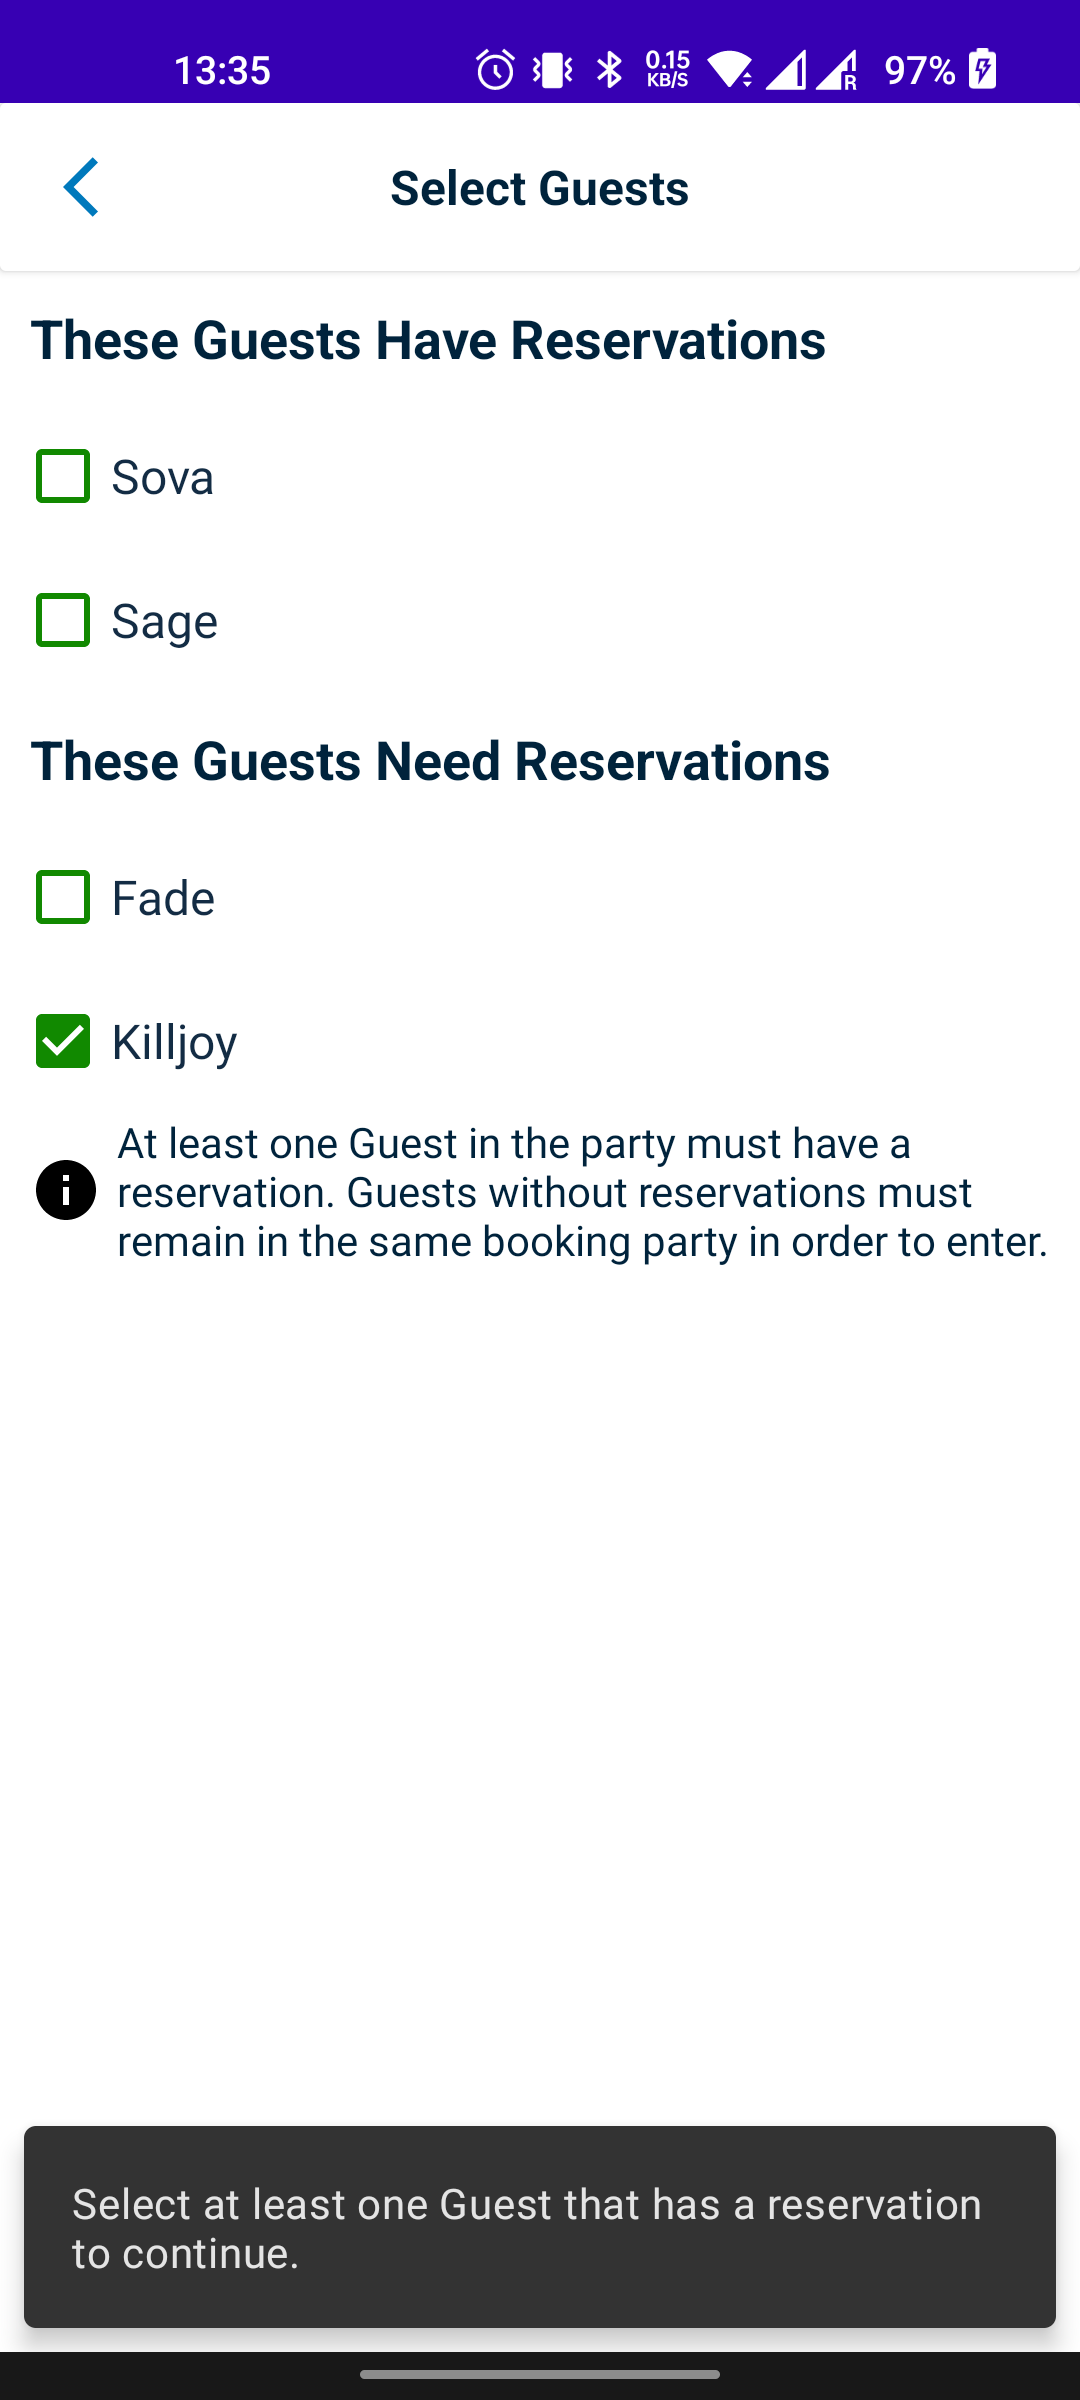 13:35 0.15 KB/S R 97%
Select Guests
These Guests Have Reservations
Sova
Sage
These Guests Need Reservations
Fade
Killjoy
At least one Guest in the party must have a
reservation. Guests without reservations must
remain in the same booking party in order to enter.
Select at least one Guest that has a reservation
to continue.